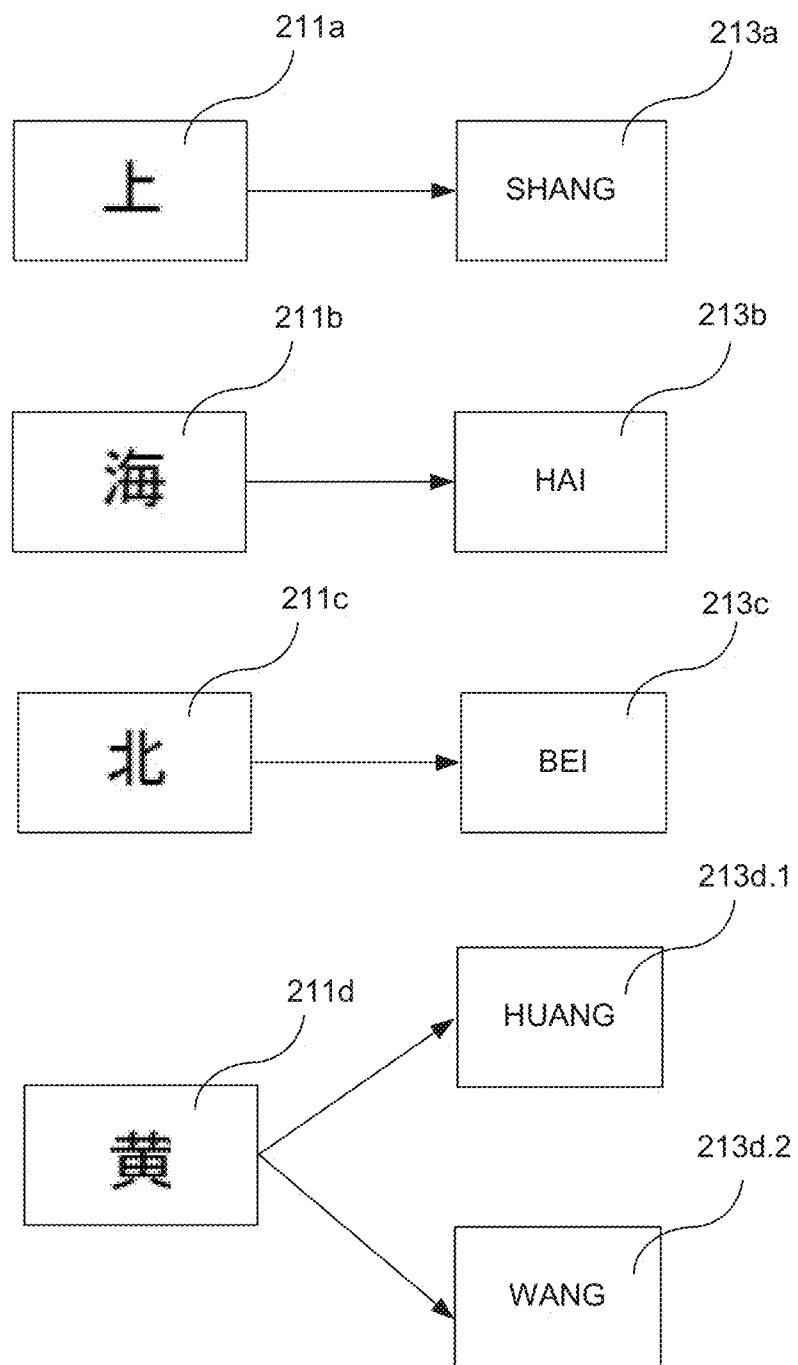 211a
213a
上
SHANG
211b
213b
海
HAI
211c
213c
北
BEI
213d.1
211d
HUANG
黄
213d.2
WANG